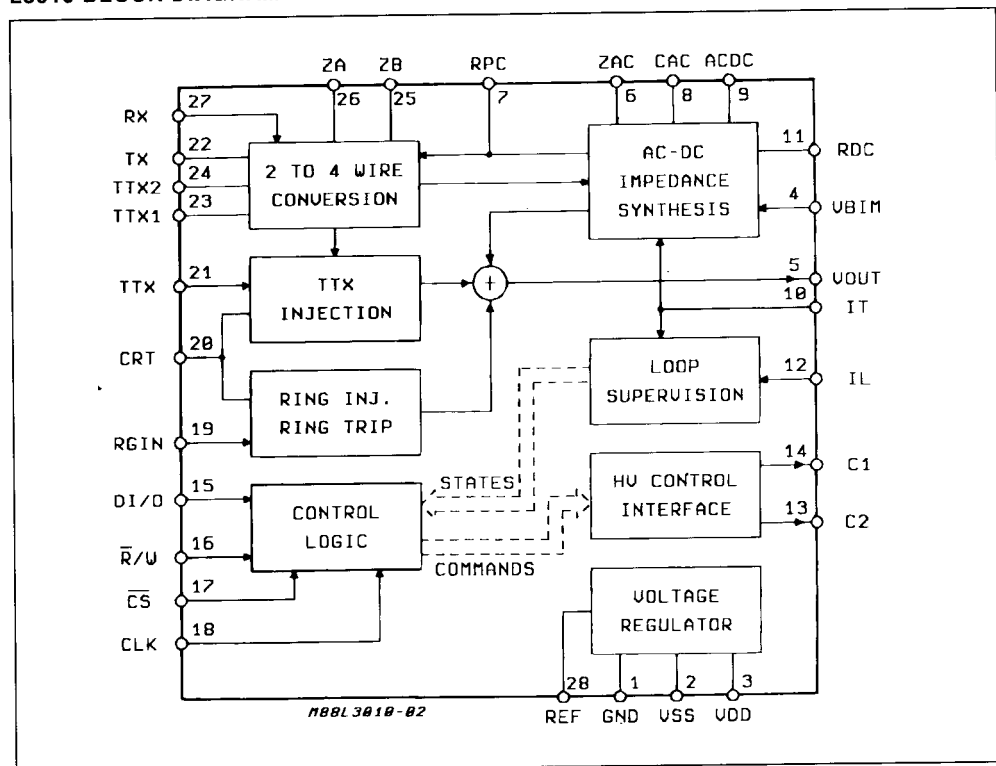 ZA ZB RPC ZAC CAC ACDC
26 25 7 6 8 9
RX 27
TX 22
TTX2 24
TTX1 23
2 TO 4 WIRE
CONVERSION
AC-DC
IMPEDANCE
SYNTHESIS
11 RDC
4 VBIM
TTX 21
TTX
INJECTION
+
5 VOUT
10 IT
CRT 20
RING INJ.
RING TRIP
LOOP
SUPERVISION
12 IL
RGIN 19
STATES
DI/O 15
CONTROL
LOGIC
COMMANDS
HV CONTROL
INTERFACE
14 C1
13 C2
R̅/W 16
C̅S̅ 17
CLK 18
VOLTAGE
REGULATOR
28 1 2 3
REF GND VSS VDD
M88L3010-02